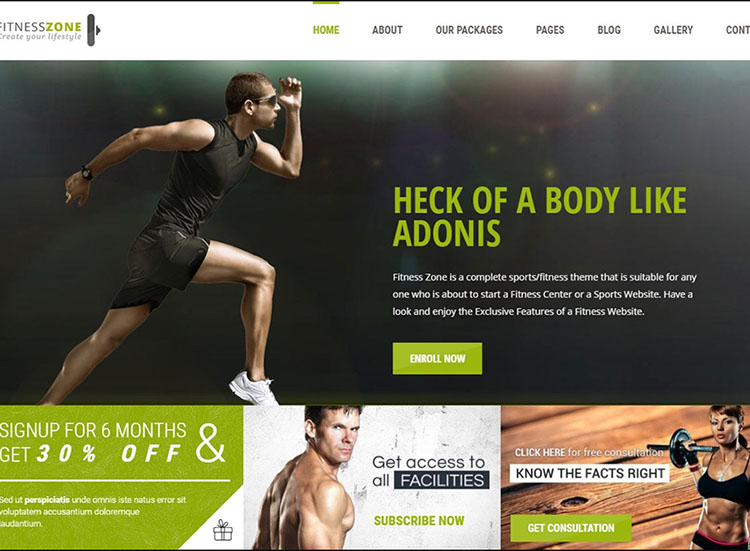 FITNESSZONE
Create your lifestyle
HOME ABOUT OUR PACKAGES PAGES BLOG GALLERY CONT
HECK OF A BODY LIKE
ADONIS
Fitness Zone is a complete sports/fitness theme that is suitable for any
one who is about to start a Fitness Center or a Sports Website. Have a
look and enjoy the Exclusive Features of a Fitness Website.
ENROLL NOW
SIGNUP FOR 6 MONTHS
GET 30% OFF &
Sed ut perspiciatis unde omnis iste natus error sit
voluptatem accusantium doloremque
laudantium.
Get access to
all FACILITIES
SUBSCRIBE NOW
CLICK HERE for free consultation
KNOW THE FACTS RIGHT
GET CONSULTATION